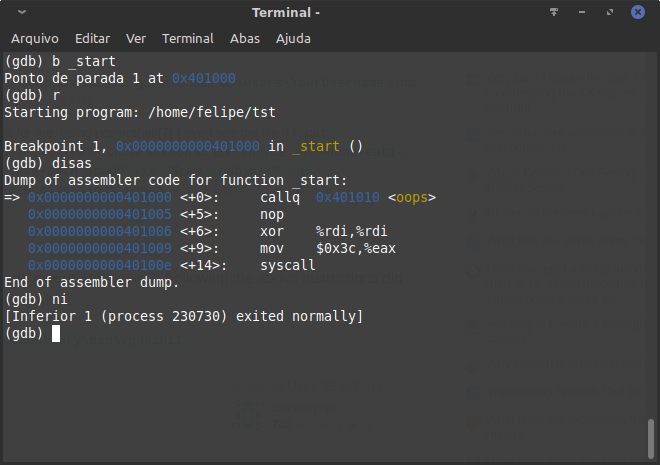 Terminal -
Arquivo Editar Ver Terminal Abas Ajuda
(gdb) b _start
Ponto de parada 1 at 0x401000
(gdb) r
Starting program: /home/felipe/tst
Breakpoint 1, 0x0000000000401000 in _start ()
(gdb) disas
Dump of assembler code for function _start:
=> 0x0000000000401000 <+0>: callq 0x401010 <oops>
0x0000000000401005 <+5>: nop
0x0000000000401006 <+6>: xor %rdi,%rdi
0x0000000000401009 <+9>: mov $0x3c,%eax
0x000000000040100e <+14>: syscall
End of assembler dump.
(gdb) ni
[Inferior 1 (process 230730) exited normally]
(gdb)